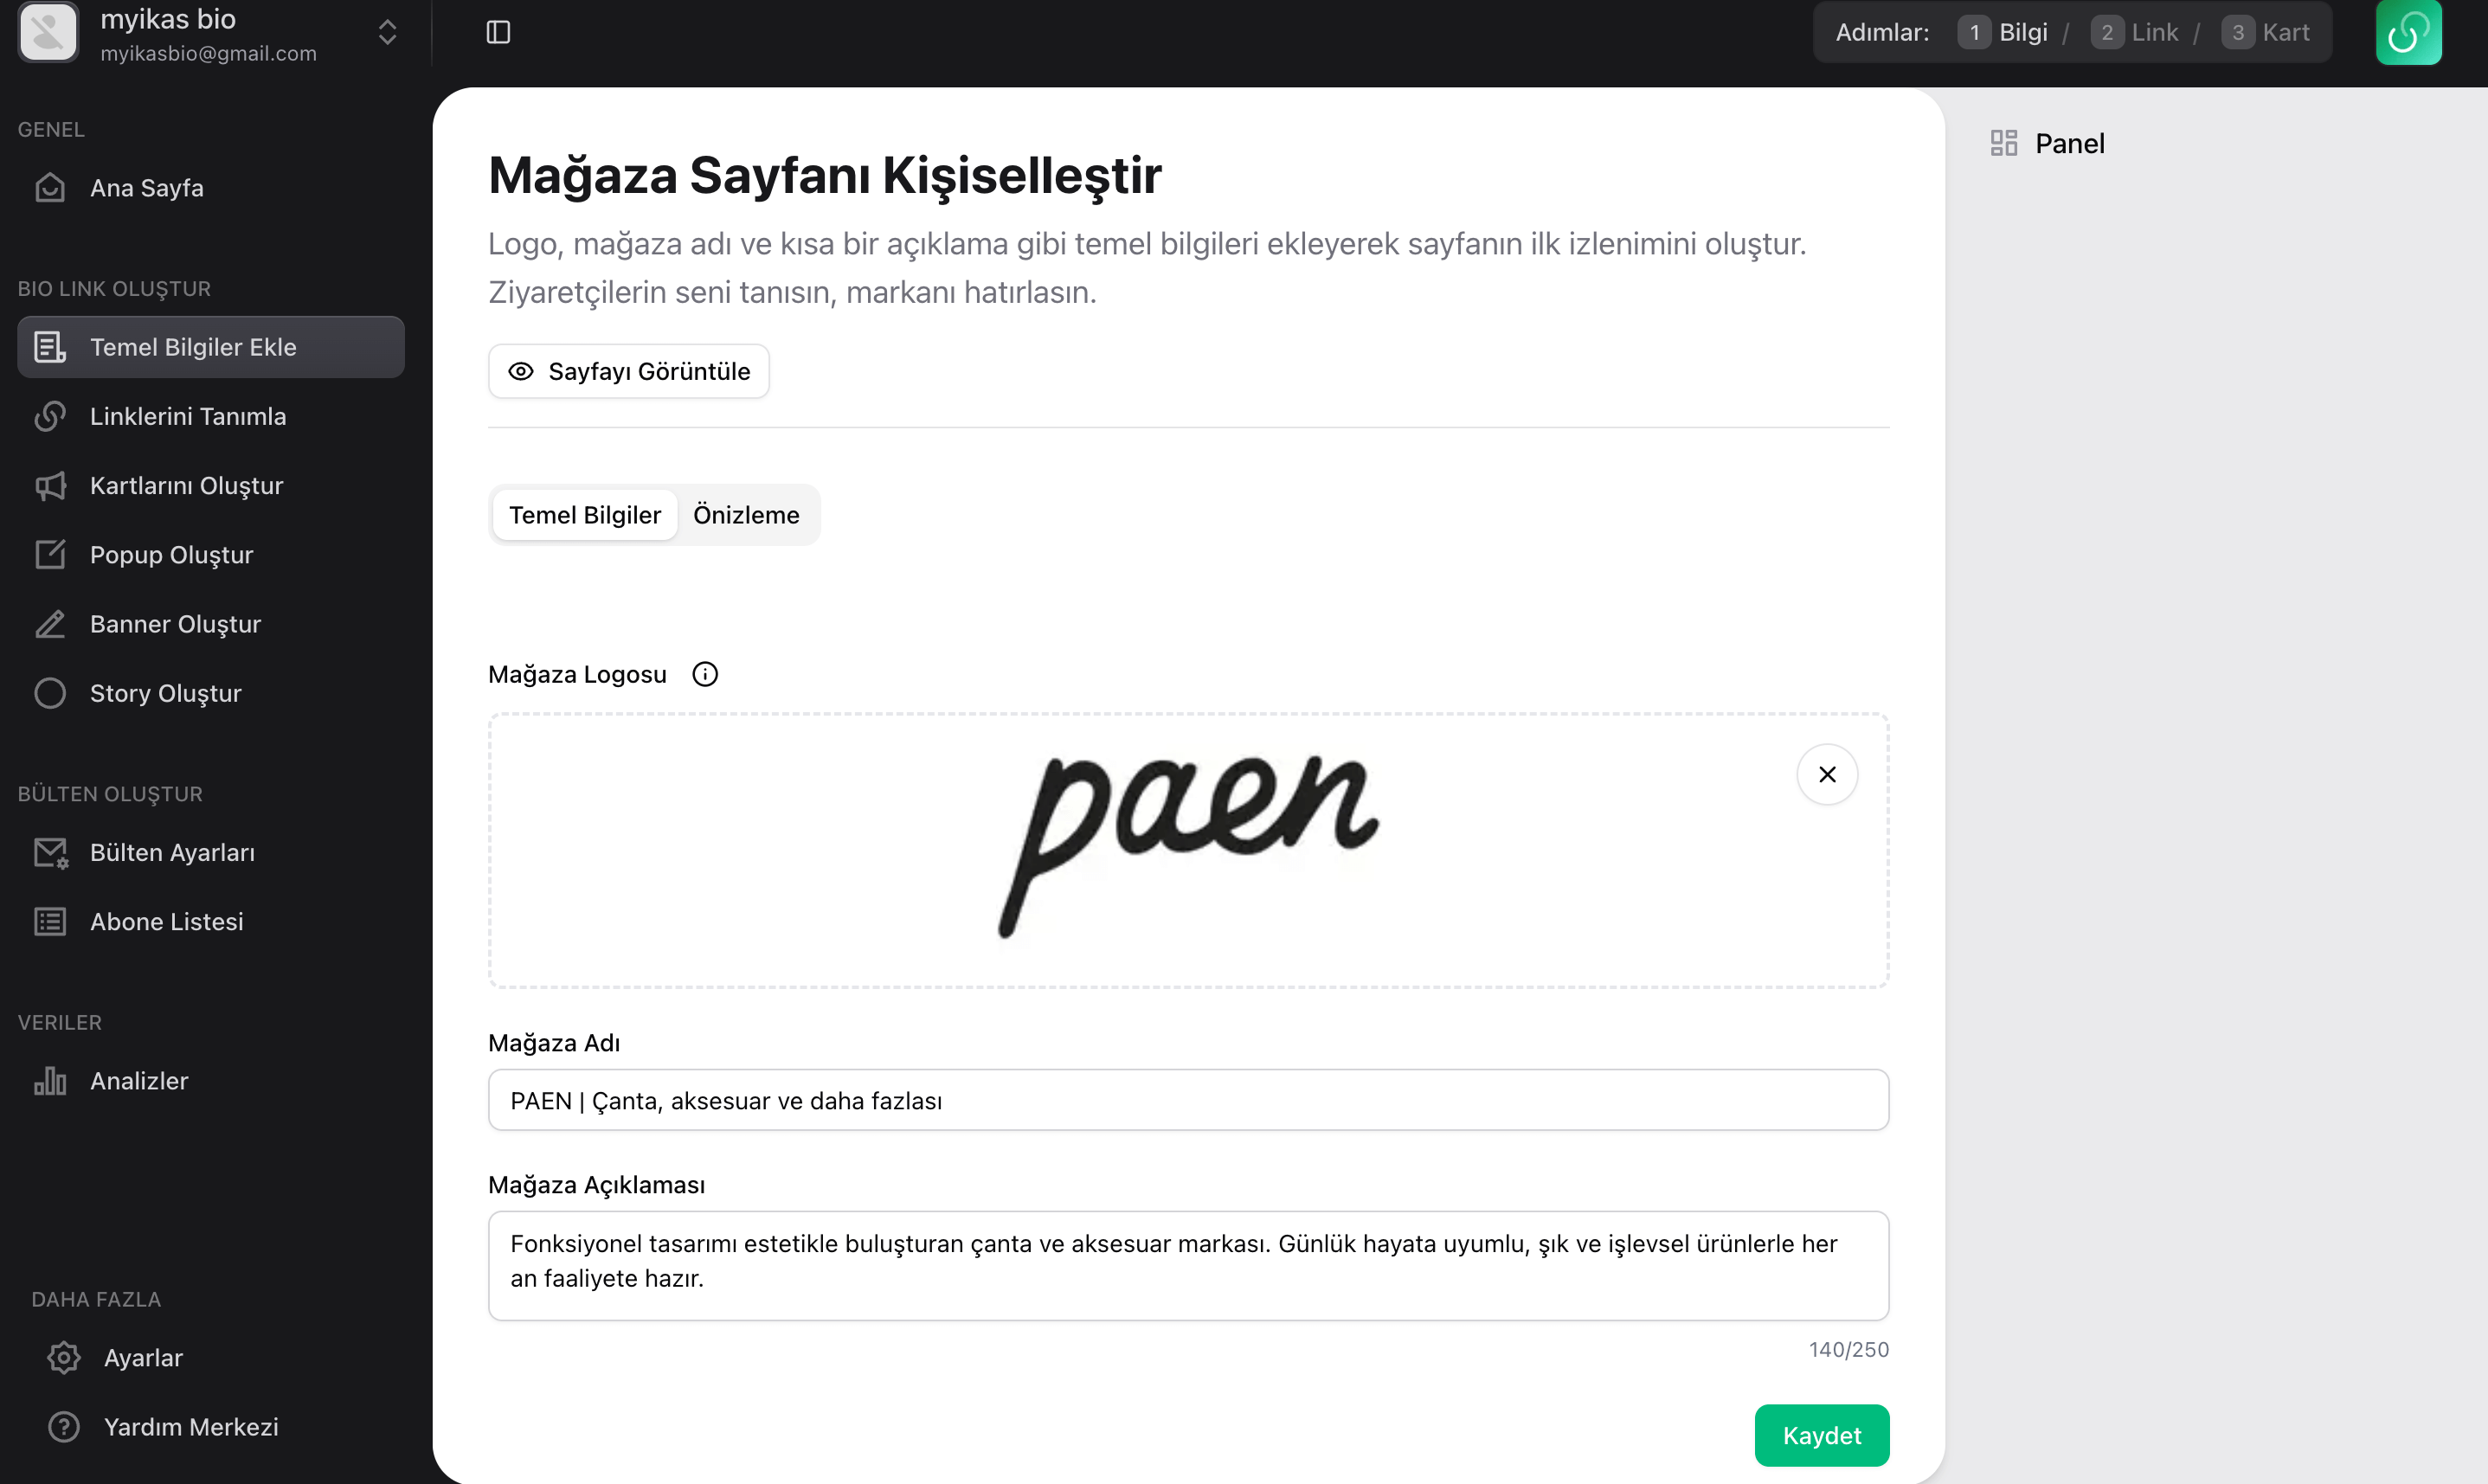 myikas bio
myikasbio@gmail.com
Adımlar: 1 Bilgi / 2 Link / 3 Kart
GENEL
Ana Sayfa
BIO LINK OLUŞTUR
Temel Bilgiler Ekle
Linklerini Tanımla
Kartlarını Oluştur
Popup Oluştur
Banner Oluştur
Story Oluştur
BÜLTEN OLUŞTUR
Bülten Ayarları
Abone Listesi
VERILER
Analizler
DAHA FAZLA
Ayarlar
Yardım Merkezi
Mağaza Sayfanı Kişiselleştir
Logo, mağaza adı ve kısa bir açıklama gibi temel bilgileri ekleyerek sayfanın ilk izlenimini oluştur.
Ziyaretçilerin seni tanısın, markanı hatırlasın.
Sayfayı Görüntüle
Temel Bilgiler Önizleme
Mağaza Logosu
paen
Mağaza Adı
PAEN | Çanta, aksesuar ve daha fazlası
Mağaza Açıklaması
Fonksiyonel tasarımı estetikle buluşturan çanta ve aksesuar markası. Günlük hayata uyumlu, şık ve işlevsel ürünlerle her
an faaliyete hazır.
140/250
Kaydet
Panel